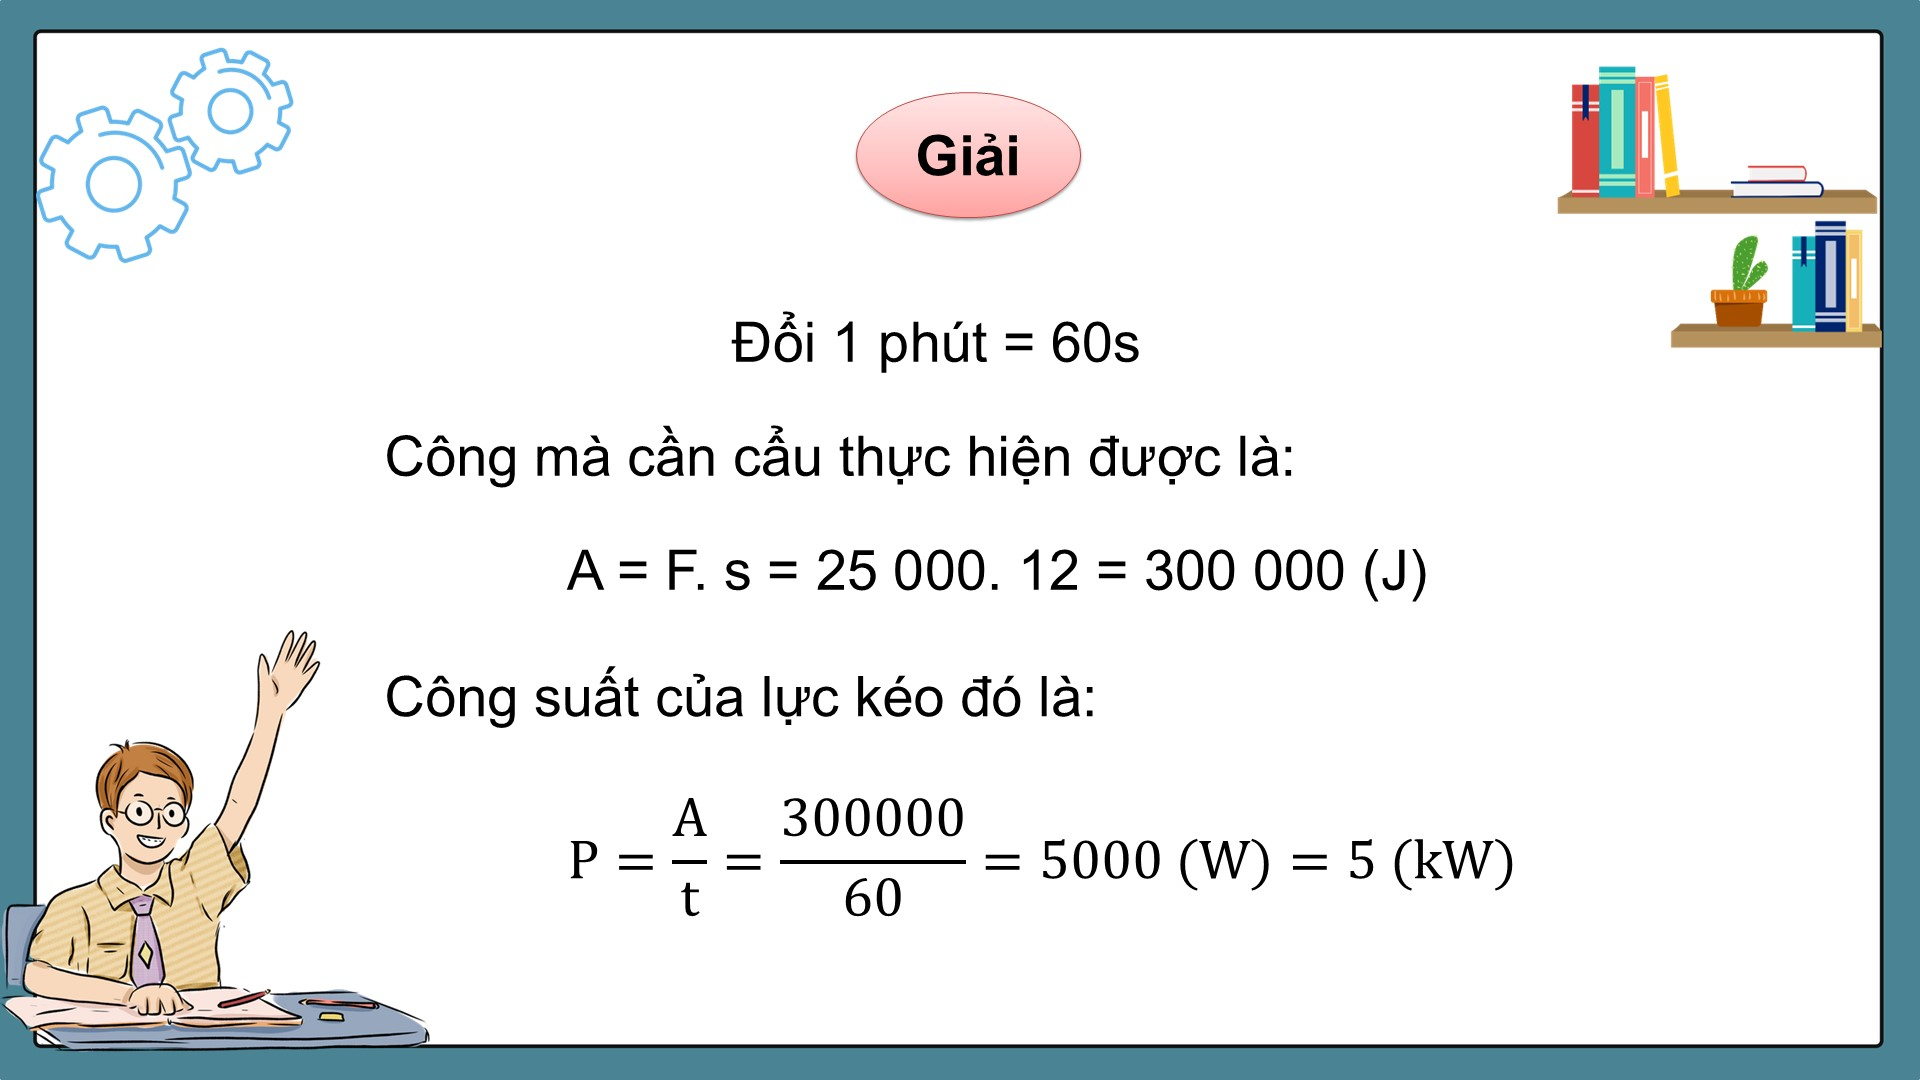 Giải
Đổi 1 phút = 60s
Công mà cần cẩu thực hiện được là:
A = F. s = 25 000. 12 = 300 000 (J)
Công suất của lực kéo đó là:
P = A/t = 300000/60 = 5000 (W) = 5 (kW)